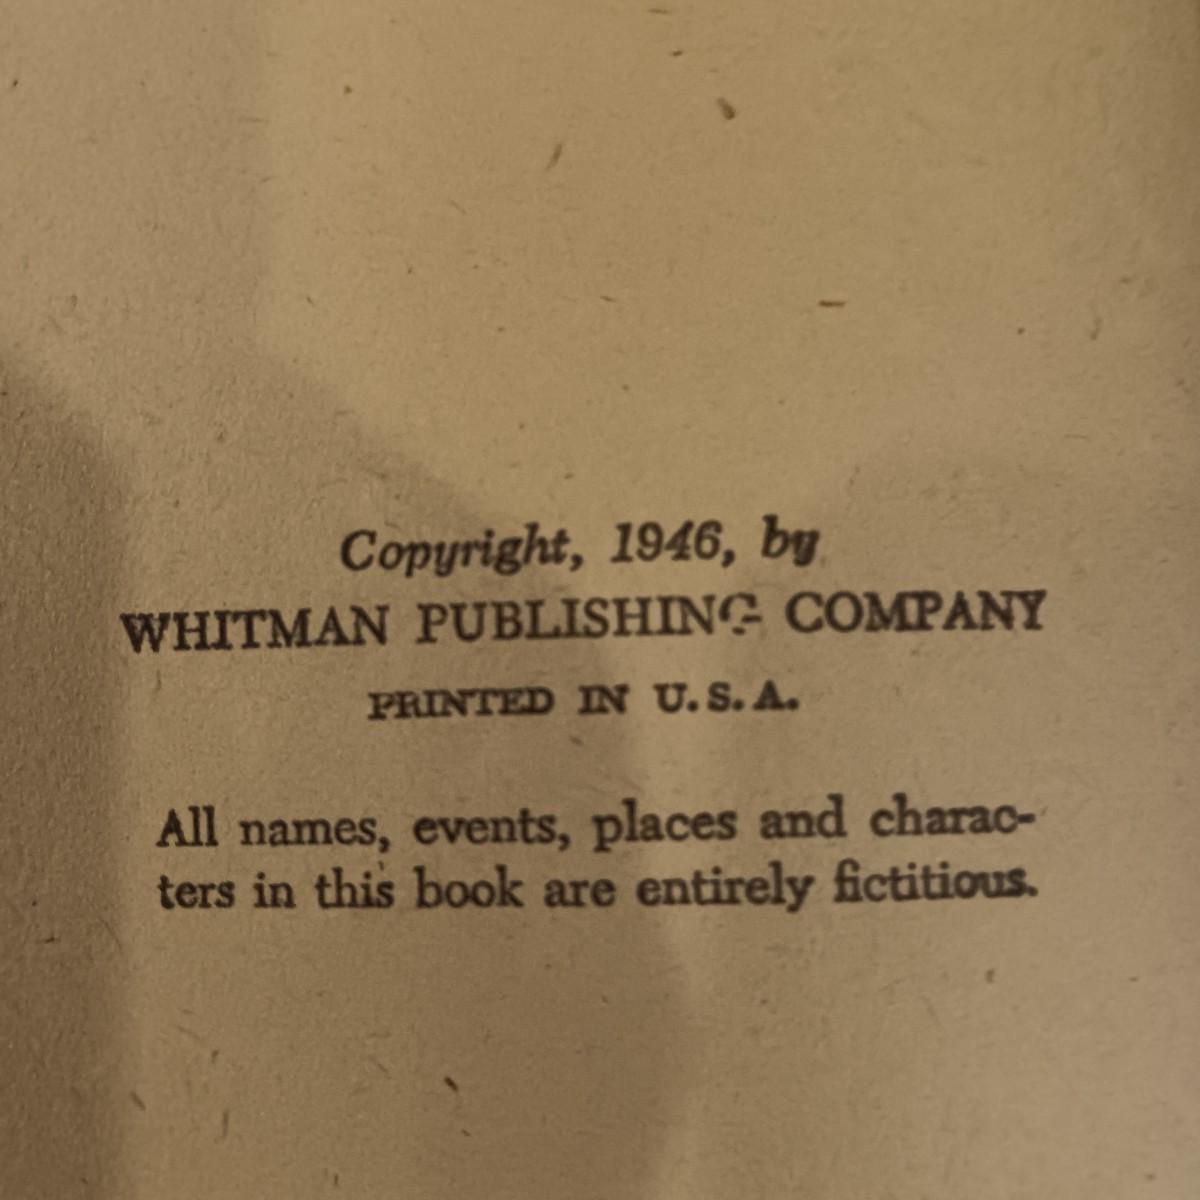 Copyright, 1946, by
WHITMAN PUBLISHING COMPANY
PRINTED IN U.S.A.
All names, events, places and charac-
ters in this book are entirely fictitious.